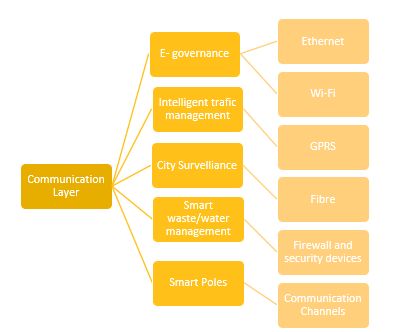 Communication
Layer
E- governance
Intelligent trafic
management
City Survelliance
Smart
waste/water
management
Smart Poles
Ethernet
Wi-Fi
GPRS
Fibre
Firewall and
security devices
Communication
Channels